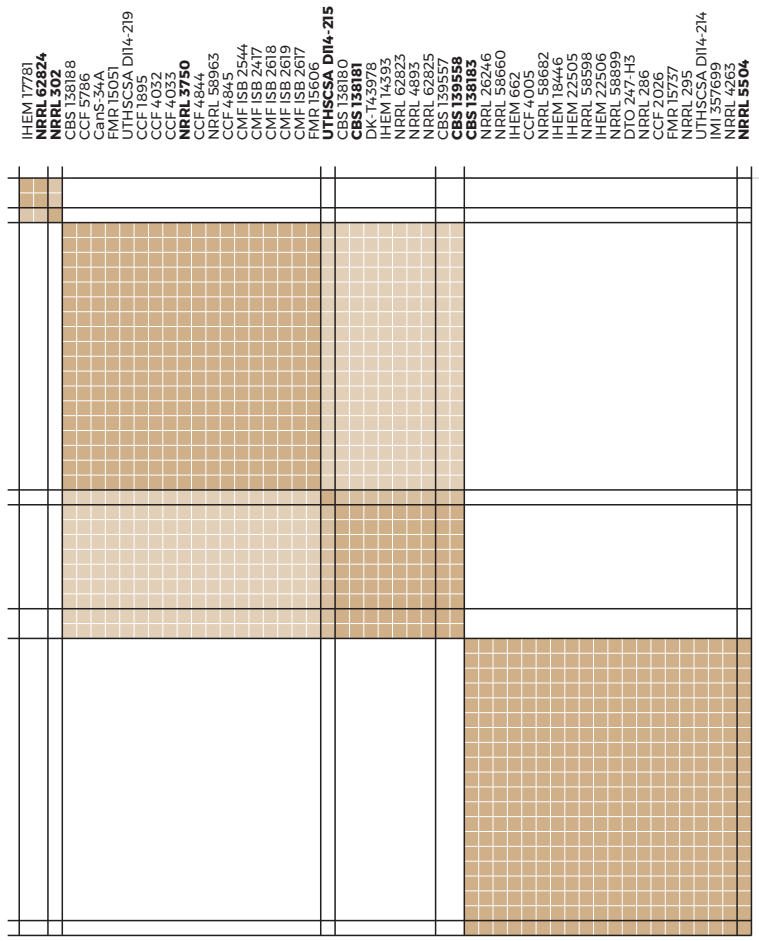 IHEM 17781
NRRL 62824
NRRL 302
CBS 138188
CCF 5786
CanS-34A
FMR 15051
UTHSCSA DI14-219
CCF 1895
CCF 4032
CCF 4033
NRRL 3750
CCF 4844
NRRL 58963
CCF 4845
CMF ISB 2544
CMF ISB 2417
CMF ISB 2618
CMF ISB 2619
CMF ISB 2617
FMR 15606
UTHSCSA DI14-215
CBS 138180
CBS 138181
DK-T43978
IHEM 14393
NRRL 62823
NRRL 4893
NRRL 62825
CBS 139557
CBS 139558
CBS 138183
NRRL 26246
NRRL 58660
IHEM 662
CCF 4005
NRRL 58682
IHEM 18446
IHEM 22505
NRRL 58598
IHEM 22506
NRRL 58899
DTO 247-H3
NRRL 286
CCF 2026
FMR 15737
NRRL 295
UTHSCSA DI14-214
IMI 357699
NRRL 4263
NRRL 5504